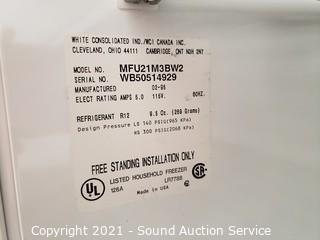 WHITE CONSOLIDATED IND./WCI CANADA INC.
CLEVELAND, OHIO 44111 CAMBRIDGE, ONT N3H 2N7
MODEL NO. MFU21M3BW2
SERIAL NO. WB50514929
MANUFACTURED 02-95
ELECT RATING AMPS 5.0 115V. 60HZ.
REFRIGERANT R12 9.5 Oz. (269 Grams)
Design Pressure LS 140 PSIG(965 KPa)
HS 300 PSIG(2068 KPa)
FREE STANDING INSTALLATION ONLY
UL LISTED HOUSEHOLD FREEZER
126A LR7788
Made in USA
Copyright 2021 - Sound Auction Service